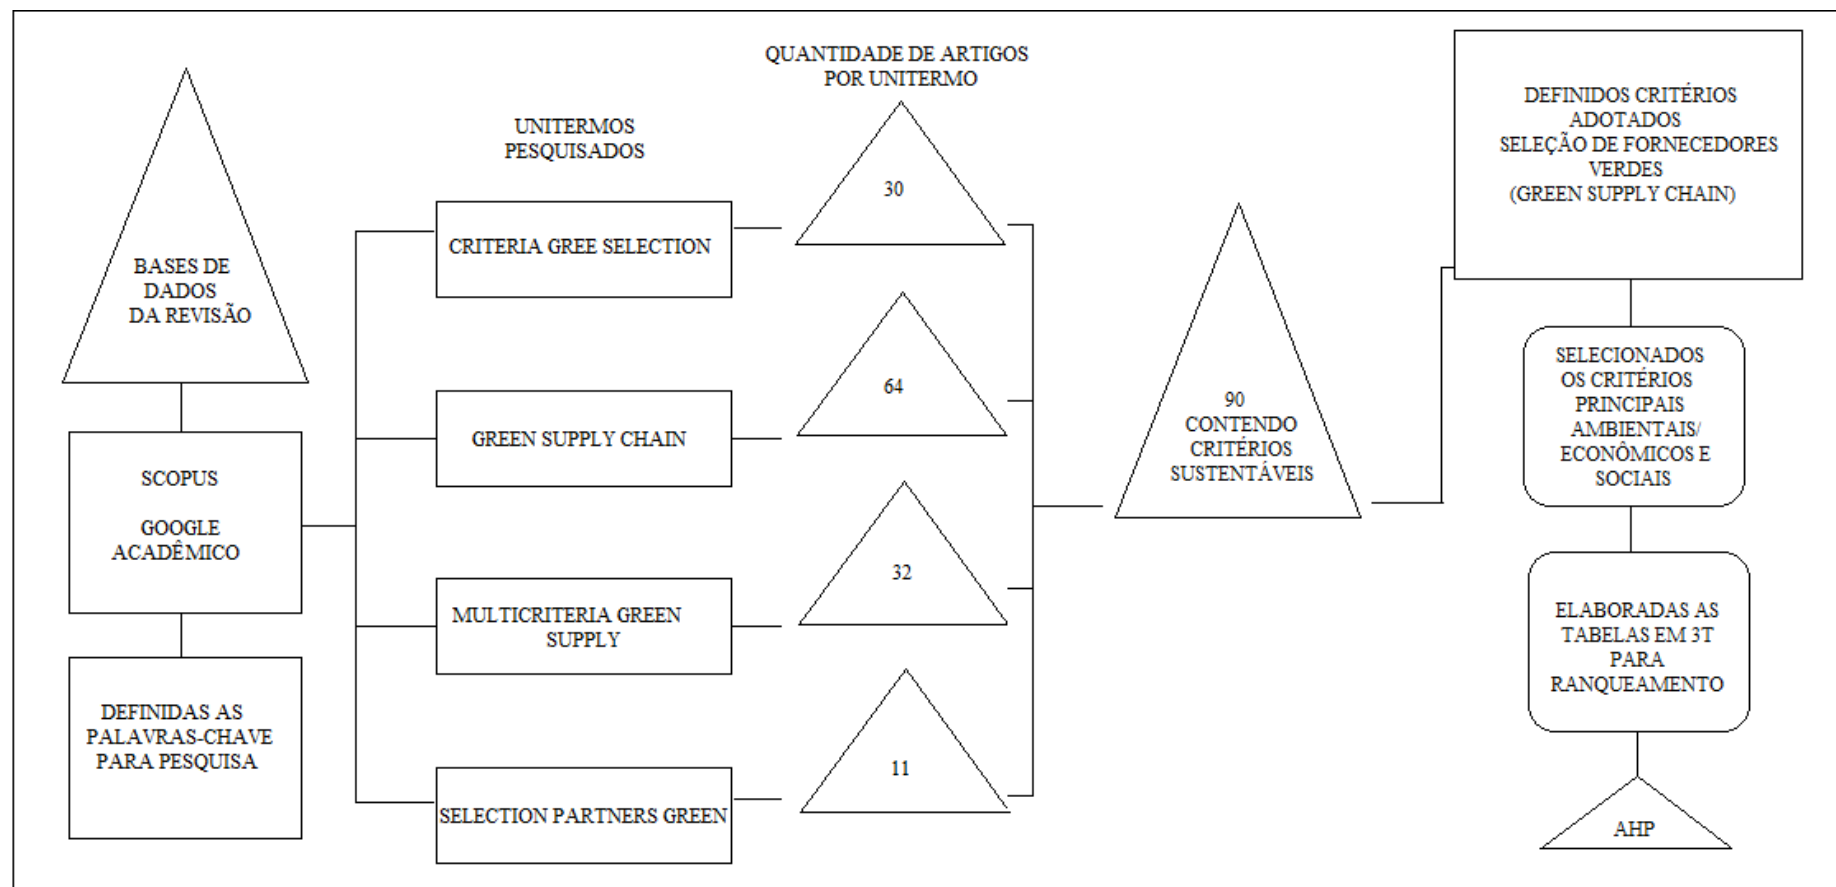 BASES DE
DADOS
DA REVISÃO
SCOPUS
GOOGLE
ACADÊMICO
DEFINIDAS AS
PALAVRAS-CHAVE
PARA PESQUISA
UNITERMOS
PESQUISADOS
CRITERIA GREE SELECTION
GREEN SUPPLY CHAIN
MULTICRITERIA GREEN
SUPPLY
SELECTION PARTNERS GREEN
QUANTIDADE DE ARTIGOS
POR UNITERMO
30
64
32
11
90
CONTENDO
CRITÉRIOS
SUSTENTÁVEIS
DEFINIDOS CRITÉRIOS
ADOTADOS
SELEÇÃO DE FORNECEDORES
VERDES
(GREEN SUPPLY CHAIN)
SELECIONADOS
OS CRITÉRIOS
PRINCIPAIS
AMBIENTAIS/
ECONÔMICOS E
SOCIAIS
ELABORADAS AS
TABELAS EM 3T
PARA
RANQUEAMENTO
AHP